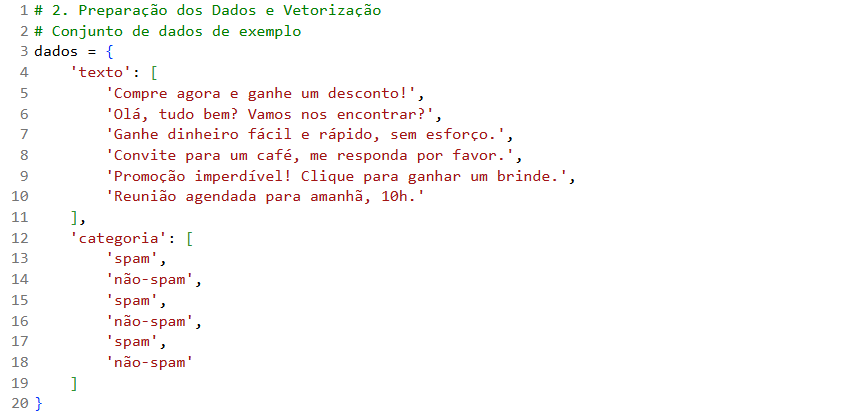 1 # 2. Preparação dos Dados e Vetorização
2 # Conjunto de dados de exemplo
3 dados = {
4     'texto': [
5         'Compre agora e ganhe um desconto!',
6         'Olá, tudo bem? Vamos nos encontrar?',
7         'Ganhe dinheiro fácil e rápido, sem esforço.',
8         'Convite para um café, me responda por favor.',
9         'Promoção imperdível! Clique para ganhar um brinde.',
10         'Reunião agendada para amanhã, 10h.'
11     ],
12     'categoria': [
13         'spam',
14         'não-spam',
15         'spam',
16         'não-spam',
17         'spam',
18         'não-spam'
19     ]
20 }